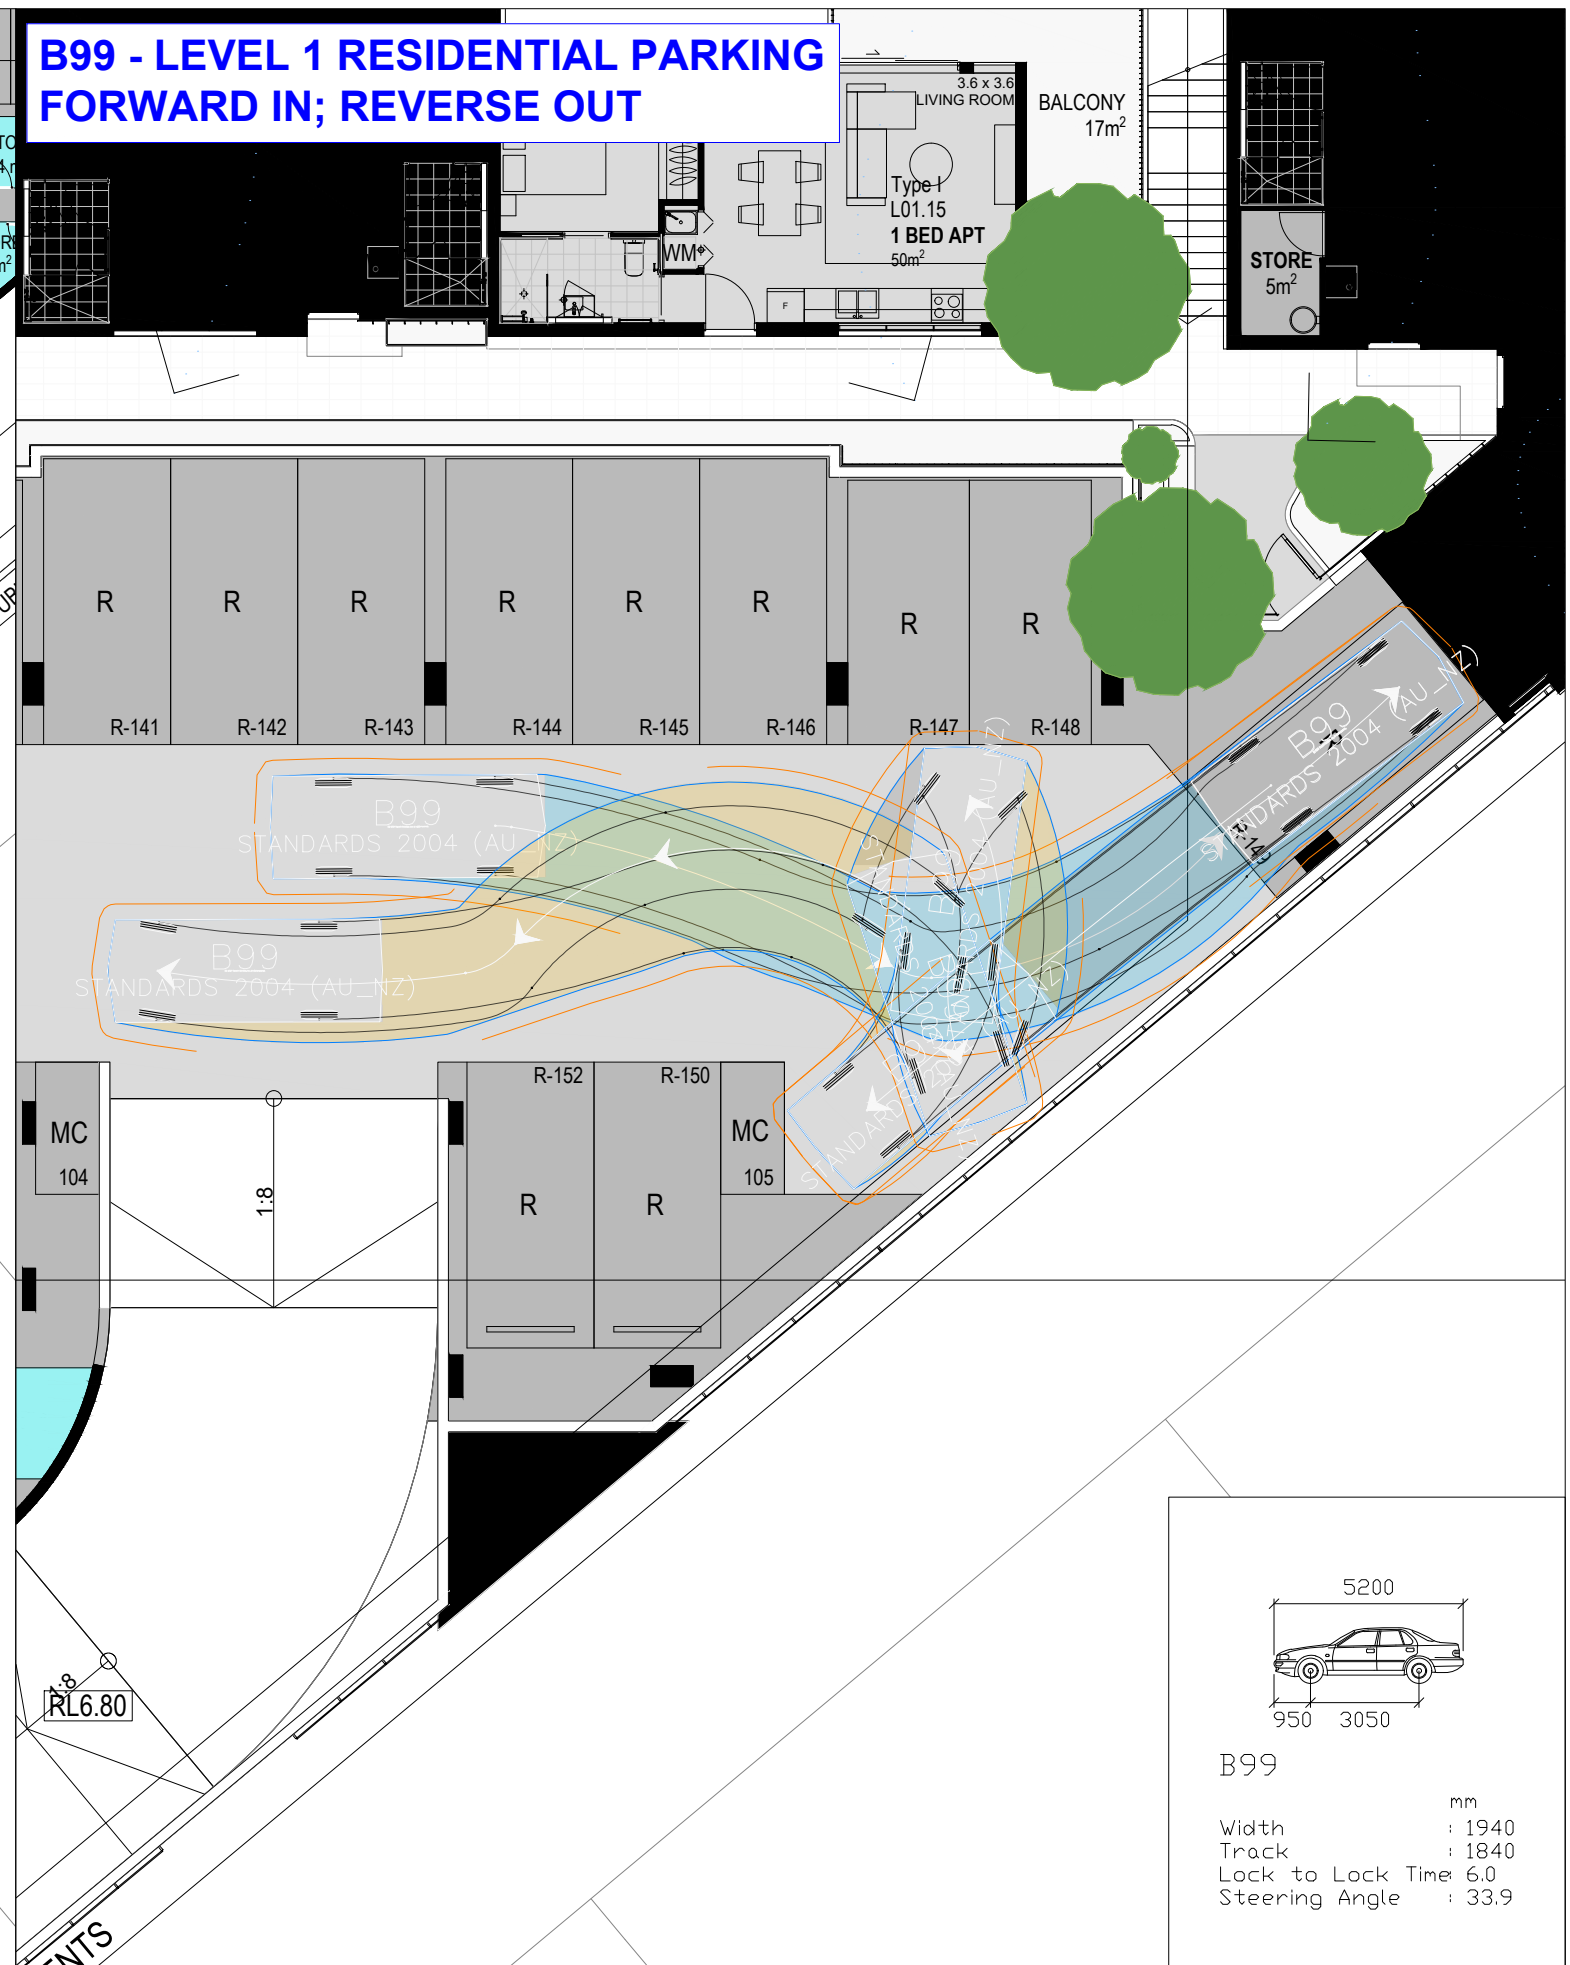 B99 - LEVEL 1 RESIDENTIAL PARKING
FORWARD IN; REVERSE OUT
3.6 x 3.6
LIVING ROOM
BALCONY
17m²
Type I
L01.15
1 BED APT
50m²
WM
F
STORE
5m²
R
R
R
R
R
R
R
R
R-141
R-142
R-143
R-144
R-145
R-146
R-147
R-148
B99
STANDARDS 2004 (AU_NZ)
B99
STANDARDS 2004 (AU_NZ)
B99
STANDARDS 2004 (AU_NZ)
R-149
R-152
R-150
MC
104
MC
105
R
R
1:8
1:8
RL6.80
5200
950
3050
B99
mm
Width : 1940
Track : 1840
Lock to Lock Time: 6.0
Steering Angle : 33.9